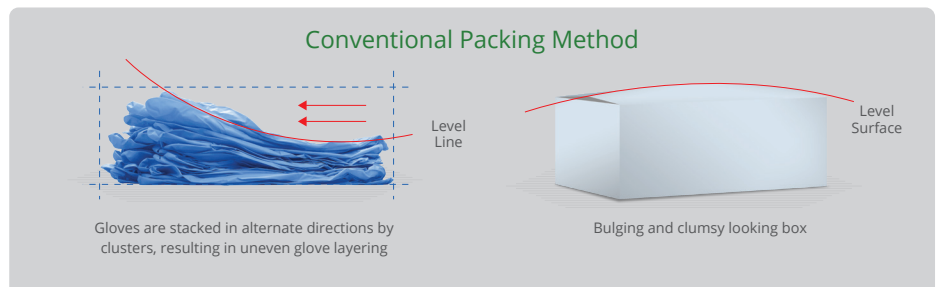 Conventional Packing Method
Level
Line
Level
Surface
Gloves are stacked in alternate directions by
clusters, resulting in uneven glove layering
Bulging and clumsy looking box